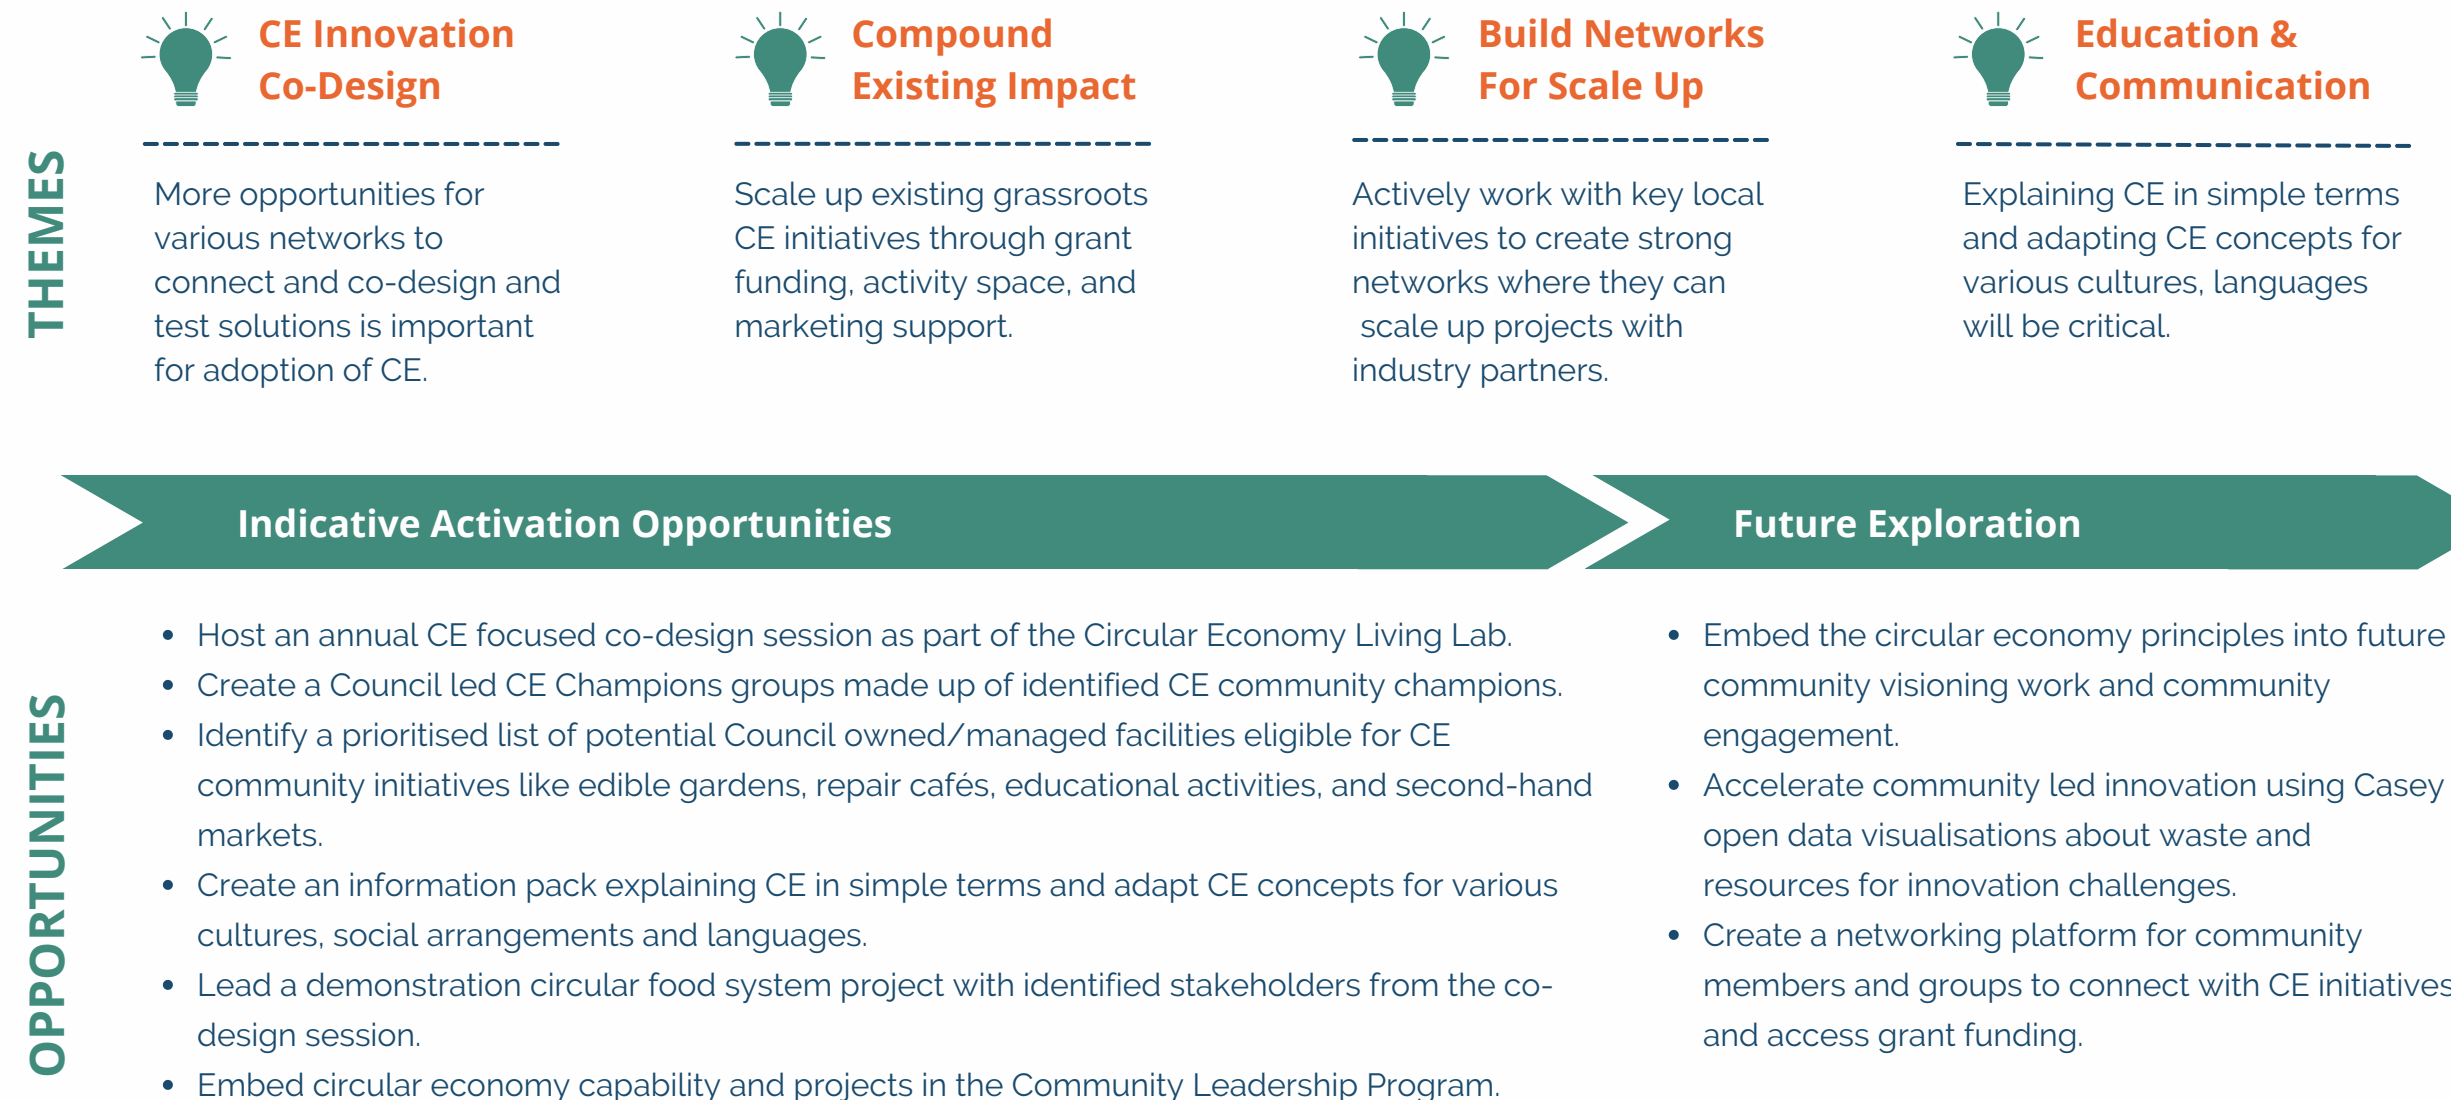 THEMES
CE Innovation
Co-Design
More opportunities for
various networks to
connect and co-design and
test solutions is important
for adoption of CE.
Compound
Existing Impact
Scale up existing grassroots
CE initiatives through grant
funding, activity space, and
marketing support.
Build Networks
For Scale Up
Actively work with key local
initiatives to create strong
networks where they can
scale up projects with
industry partners.
Education &
Communication
Explaining CE in simple terms
and adapting CE concepts for
various cultures, languages
will be critical.
OPPORTUNITIES
Indicative Activation Opportunities
• Host an annual CE focused co-design session as part of the Circular Economy Living Lab.
• Create a Council led CE Champions groups made up of identified CE community champions.
• Identify a prioritised list of potential Council owned/managed facilities eligible for CE
community initiatives like edible gardens, repair cafés, educational activities, and second-hand
markets.
• Create an information pack explaining CE in simple terms and adapt CE concepts for various
cultures, social arrangements and languages.
• Lead a demonstration circular food system project with identified stakeholders from the co-
design session.
• Embed circular economy capability and projects in the Community Leadership Program.
Future Exploration
• Embed the circular economy principles into future
community visioning work and community
engagement.
• Accelerate community led innovation using Casey
open data visualisations about waste and
resources for innovation challenges.
• Create a networking platform for community
members and groups to connect with CE initiatives
and access grant funding.